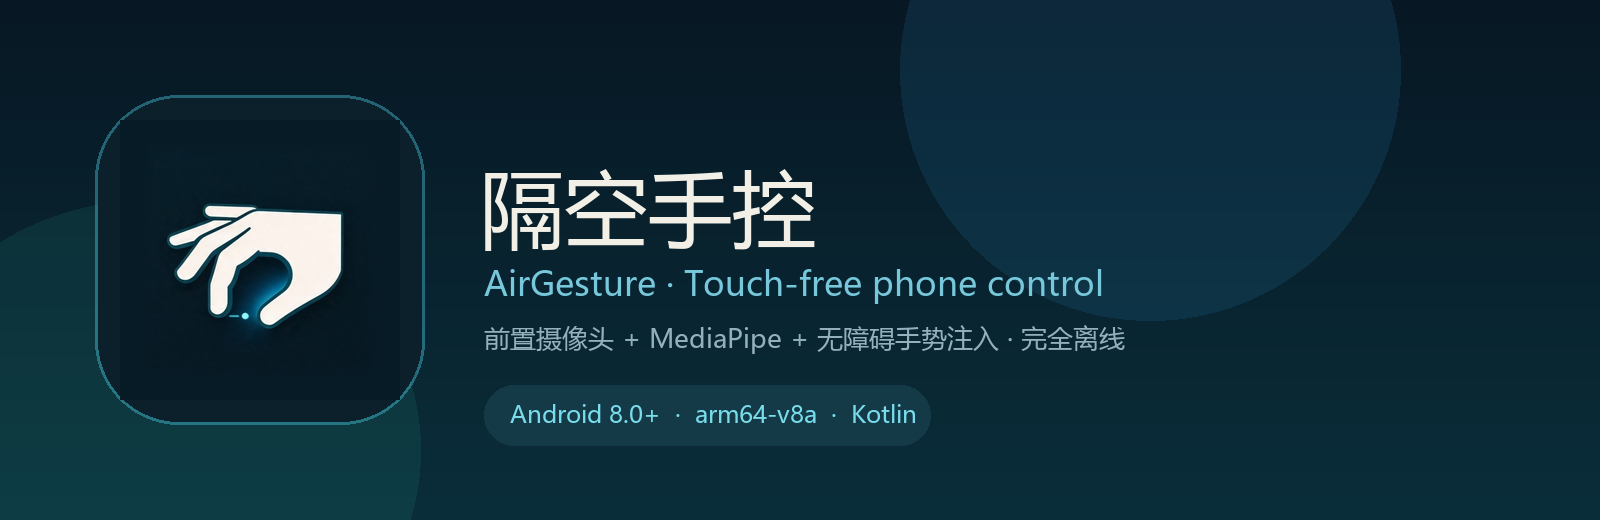 隔空手控
AirGesture · Touch-free phone control
前置摄像头 + MediaPipe + 无障碍手势注入 · 完全离线
Android 8.0+ · arm64-v8a · Kotlin